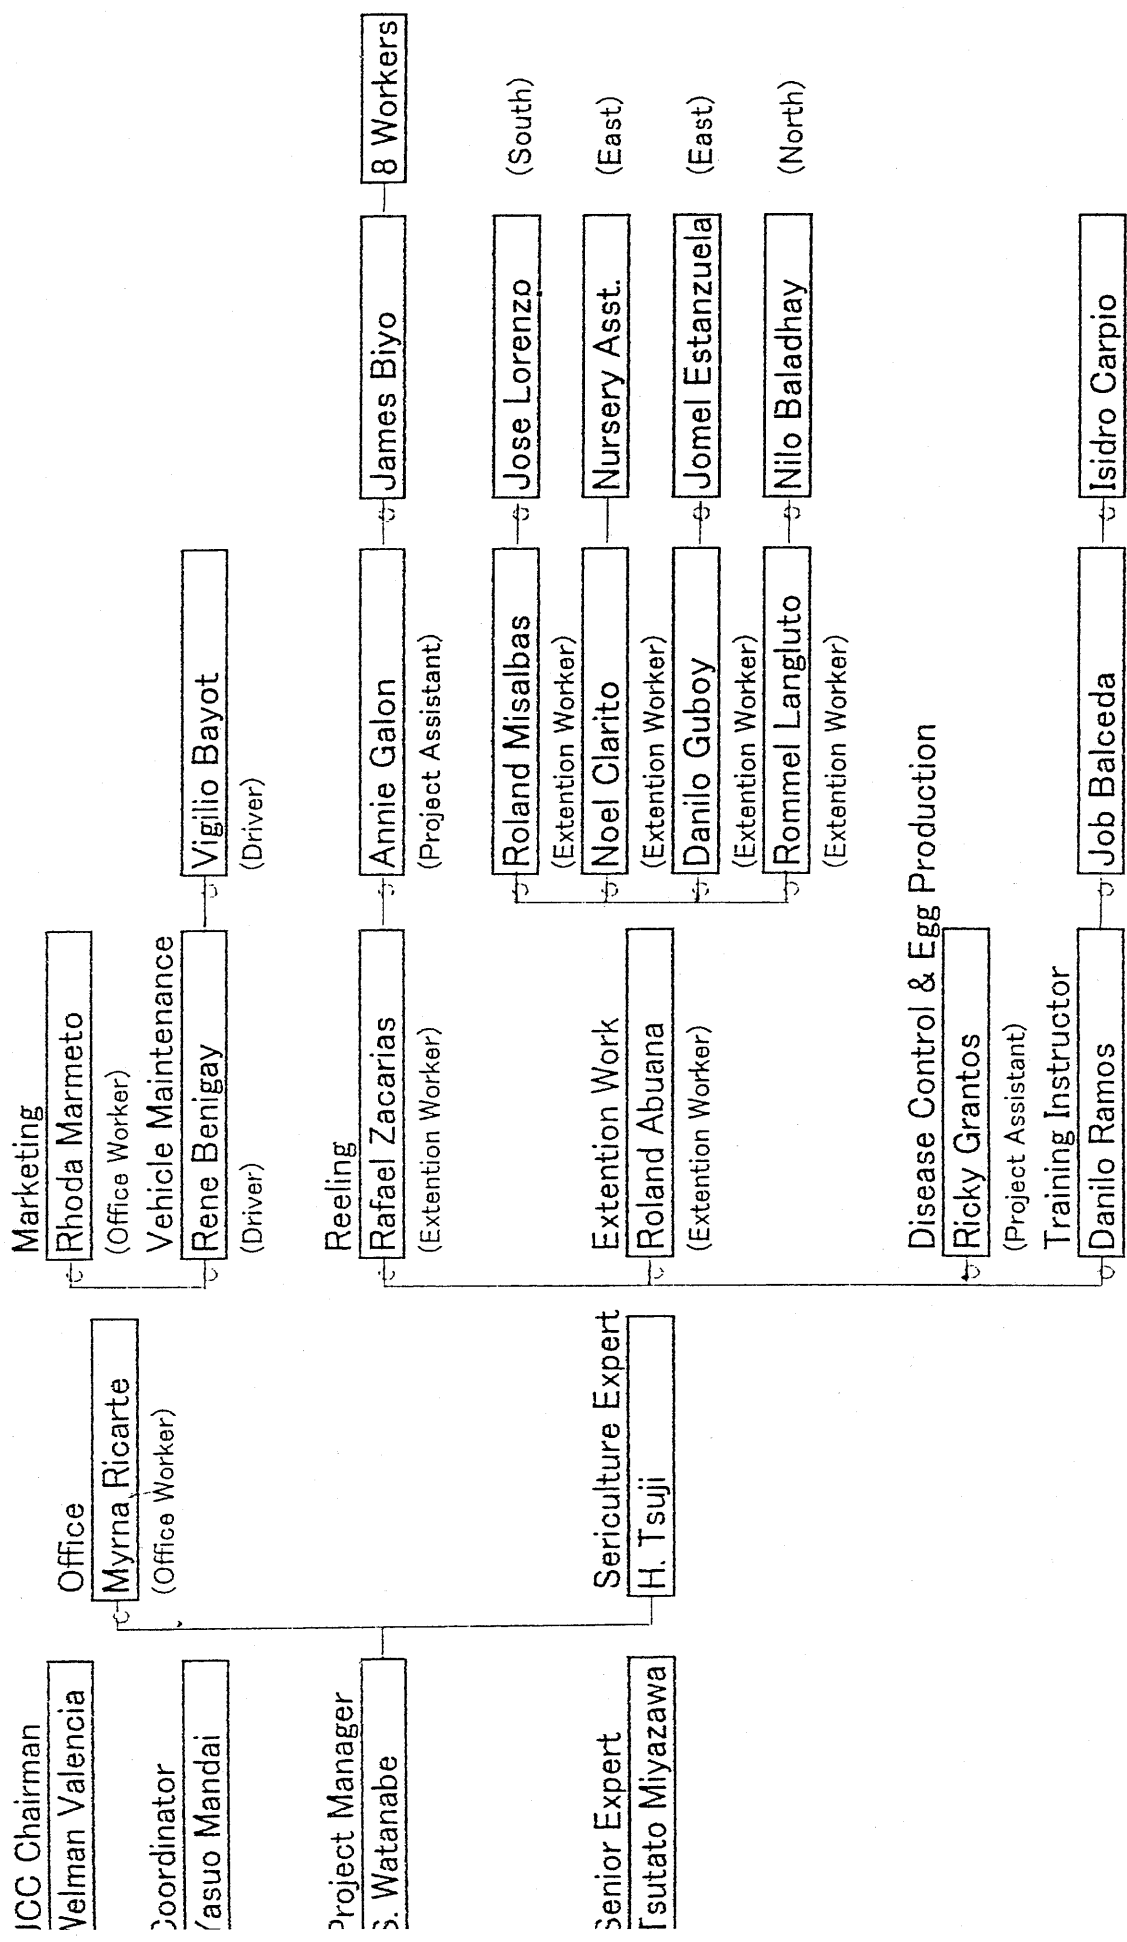 JCC Chairman
Welman Valencia
Coordinator
Yasuo Mandai
Project Manager
S. Watanabe
Senior Expert
Tsutato Miyazawa
Office
Myrna Ricarte
(Office Worker)
Sericulture Expert
H. Tsuji
Marketing
Rhoda Marmeto
(Office Worker)
Vehicle Maintenance
Rene Benigay
(Driver)
Vigilio Bayot
(Driver)
Reeling
Rafael Zacarias
(Extention Worker)
Annie Galon
(Project Assistant)
James Biyo
8 Workers
Extention Work
Roland Abuana
(Extention Worker)
Roland Misalbas
(Extention Worker)
Jose Lorenzo
(South)
Noel Clarito
(Extention Worker)
Nursery Asst.
(East)
Danilo Guboy
(Extention Worker)
Jomel Estanzuela
(East)
Rommel Langluto
(Extention Worker)
Nilo Baladhay
(North)
Disease Control & Egg Production
Ricky Grantos
(Project Assistant)
Training Instructor
Danilo Ramos
Job Balceda
Isidro Carpio